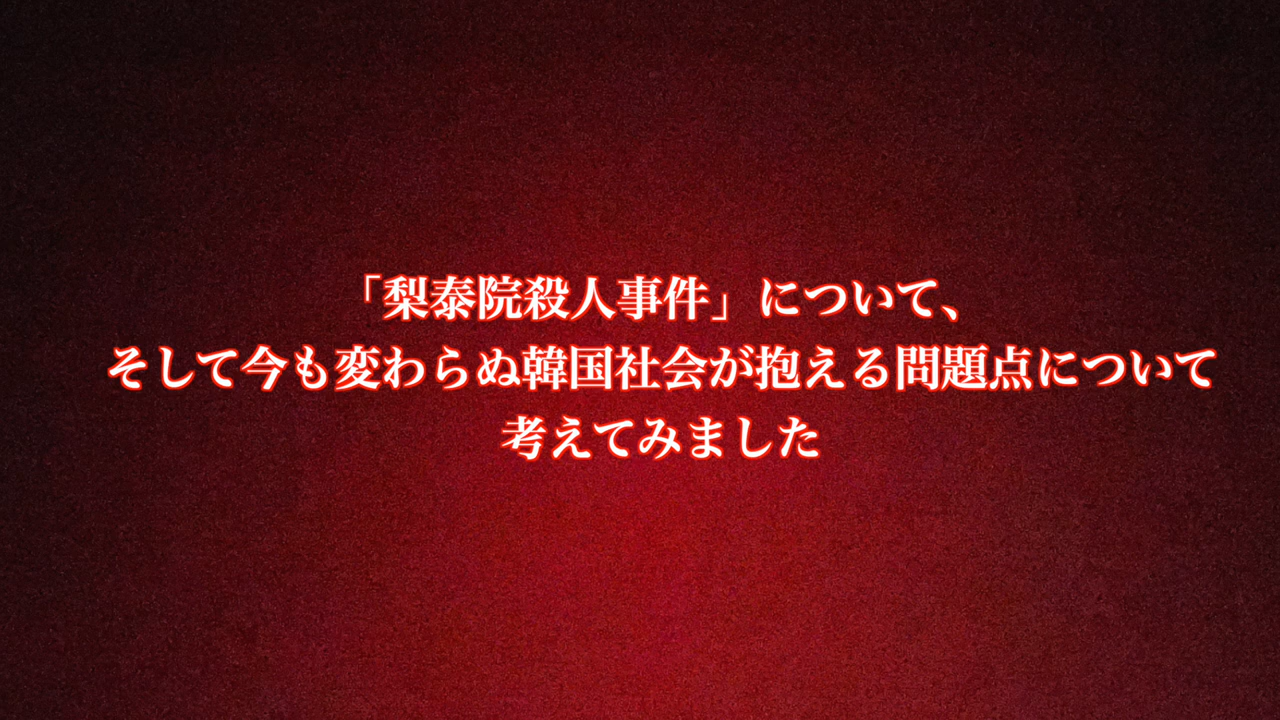 「梨泰院殺人事件」について、
そして今も変わらぬ韓国社会が抱える問題点について
考えてみました